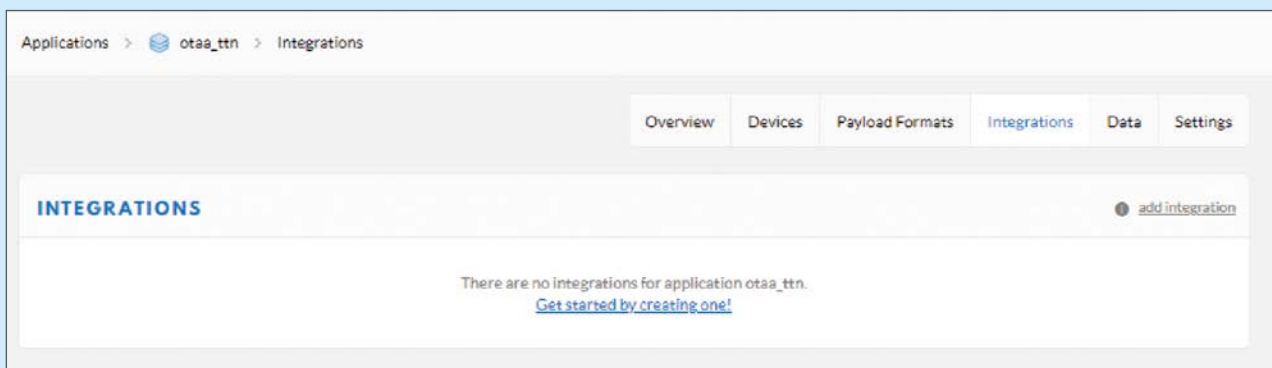 Applications > otaa_ttn > Integrations
Overview Devices Payload Formats Integrations Data Settings
INTEGRATIONS
add integration
There are no integrations for application otaa_ttn.
Get started by creating one!